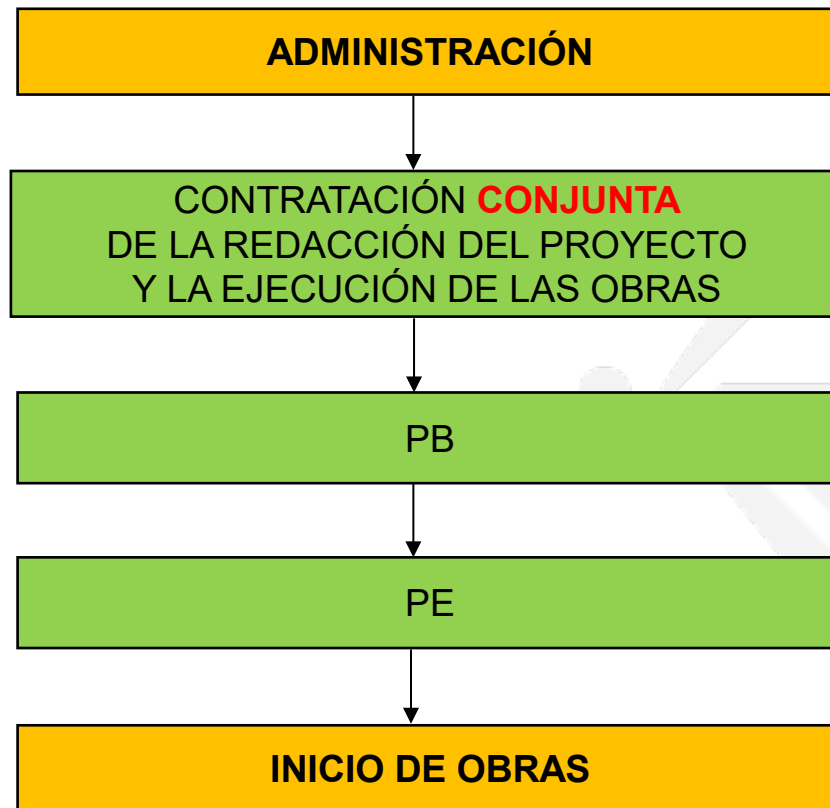 ADMINISTRACIÓN
CONTRATACIÓN CONJUNTA
DE LA REDACCIÓN DEL PROYECTO
Y LA EJECUCIÓN DE LAS OBRAS
PB
PE
INICIO DE OBRAS